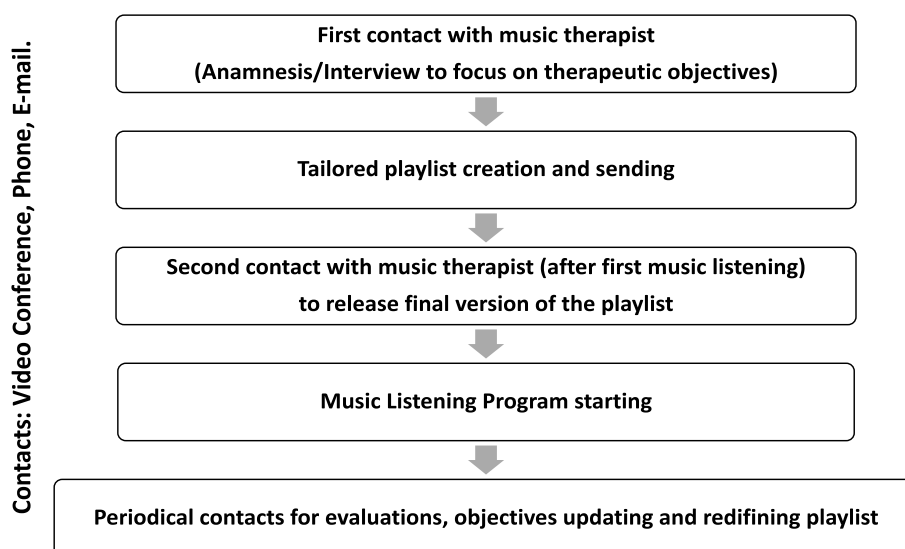 Contacts: Video Conference, Phone, E-mail.
First contact with music therapist
(Anamnesis/Interview to focus on therapeutic objectives)
Tailored playlist creation and sending
Second contact with music therapist (after first music listening)
to release final version of the playlist
Music Listening Program starting
Periodical contacts for evaluations, objectives updating and redifining playlist